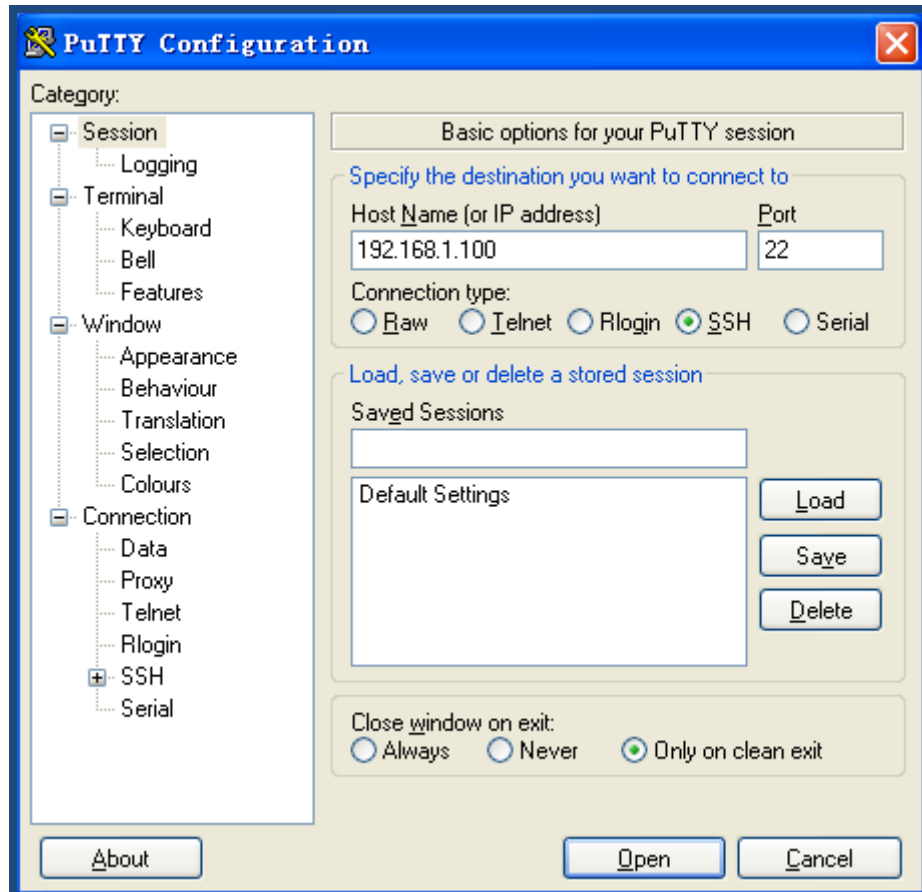 PuTTY Configuration
Category:
Session
Logging
Terminal
Keyboard
Bell
Features
Window
Appearance
Behaviour
Translation
Selection
Colours
Connection
Data
Proxy
Telnet
Rlogin
SSH
Serial
Basic options for your PuTTY session
Specify the destination you want to connect to
Host Name (or IP address) Port
192.168.1.100 22
Connection type:
Raw Telnet Rlogin SSH Serial
Load, save or delete a stored session
Saved Sessions
Default Settings
Load
Save
Delete
Close window on exit:
Always Never Only on clean exit
About Open Cancel